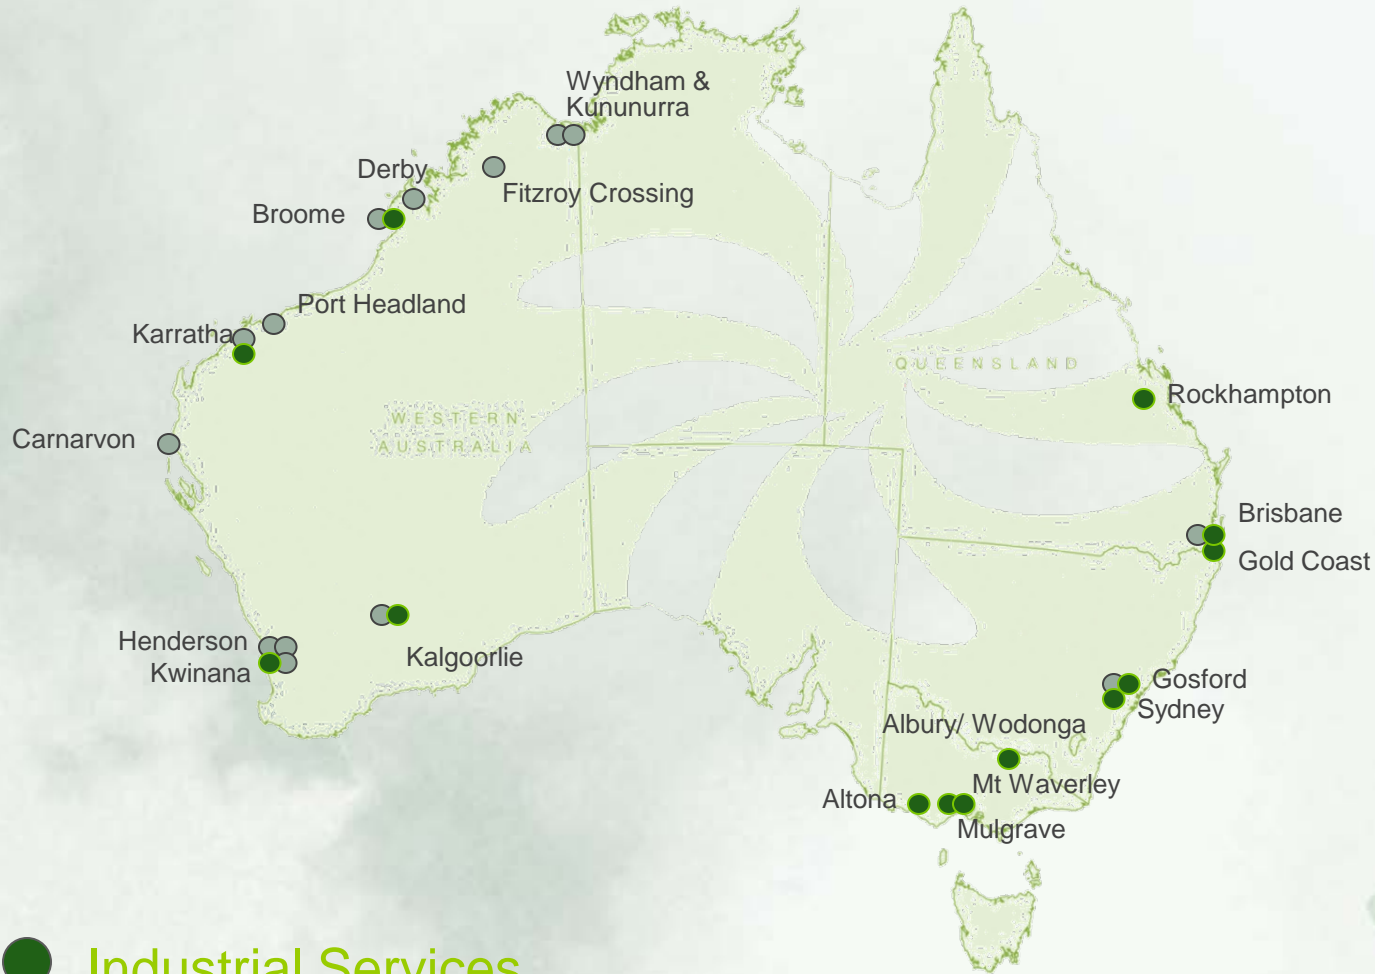 Wyndham &
Kununurra
Derby
Fitzroy Crossing
Broome
Port Headland
Karratha
QUEENSLAND
Rockhampton
WESTERN
AUSTRALIA
Carnarvon
Brisbane
Gold Coast
Henderson
Kwinana
Kalgoorlie
Gosford
Sydney
Albury/ Wodonga
Mt Waverley
Altona
Mulgrave
Industrial Services